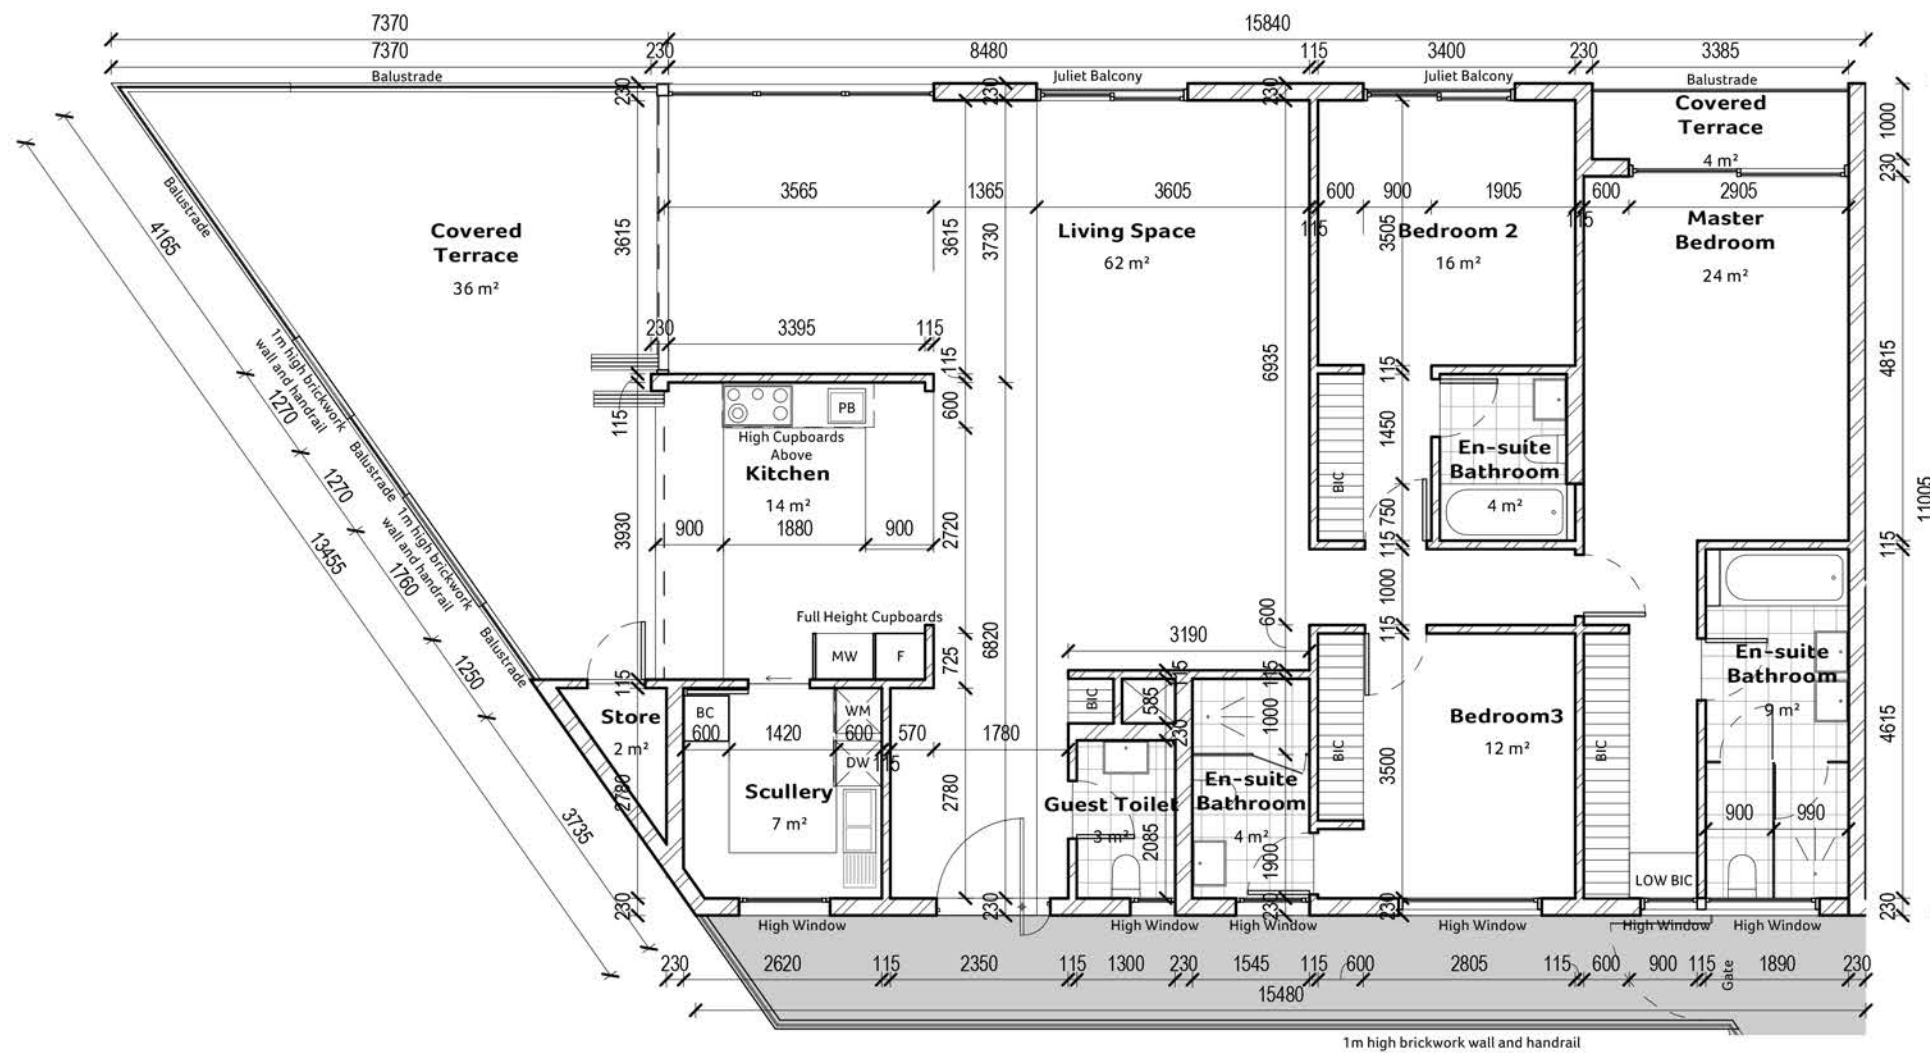 7370
15840
7370
230
8480
115
3400
230
3385
Balustrade
Juliet Balcony
Juliet Balcony
Balustrade
230
230
230
Covered
Terrace
4 m²
1000
230
Balustrade
4165
3565
1365
3605
600
900
1905
600
2905
115
115
Covered
Terrace
36 m²
3615
3615
3730
Living Space
62 m²
3505
Bedroom 2
16 m²
Master
Bedroom
24 m²
230
3395
115
1m high brickwork
wall and handrail
1270
115
115
600
6935
115
4815
PB
High Cupboards
Above
Kitchen
14 m²
1450
En-suite
Bathroom
4 m²
BIC
Balustrade
1270
900
1880
900
3930
2720
750
115
115
11005
1m high brickwork
wall and handrail
1760
13455
Full Height Cupboards
MW
F
725
6820
600
1000
115
3190
Balustrade
1250
115
115
115
En-suite
Bathroom
9 m²
Store
2 m²
BC
WM
BIC
585
1000
Bedroom3
12 m²
600
1420
600
570
1780
230
115
DW
BIC
3500
BIC
4615
Scullery
7 m²
2780
2780
Guest Toilet
3 m²
2085
En-suite
Bathroom
4 m²
1900
900
990
3735
LOW BIC
230
230
230
230
230
High Window
High Window
High Window
High Window
High Window
High Window
230
2620
115
2350
115
1300
230
1545
115
600
2805
115
600
900
115
Gate
1890
230
15480
1m high brickwork wall and handrail